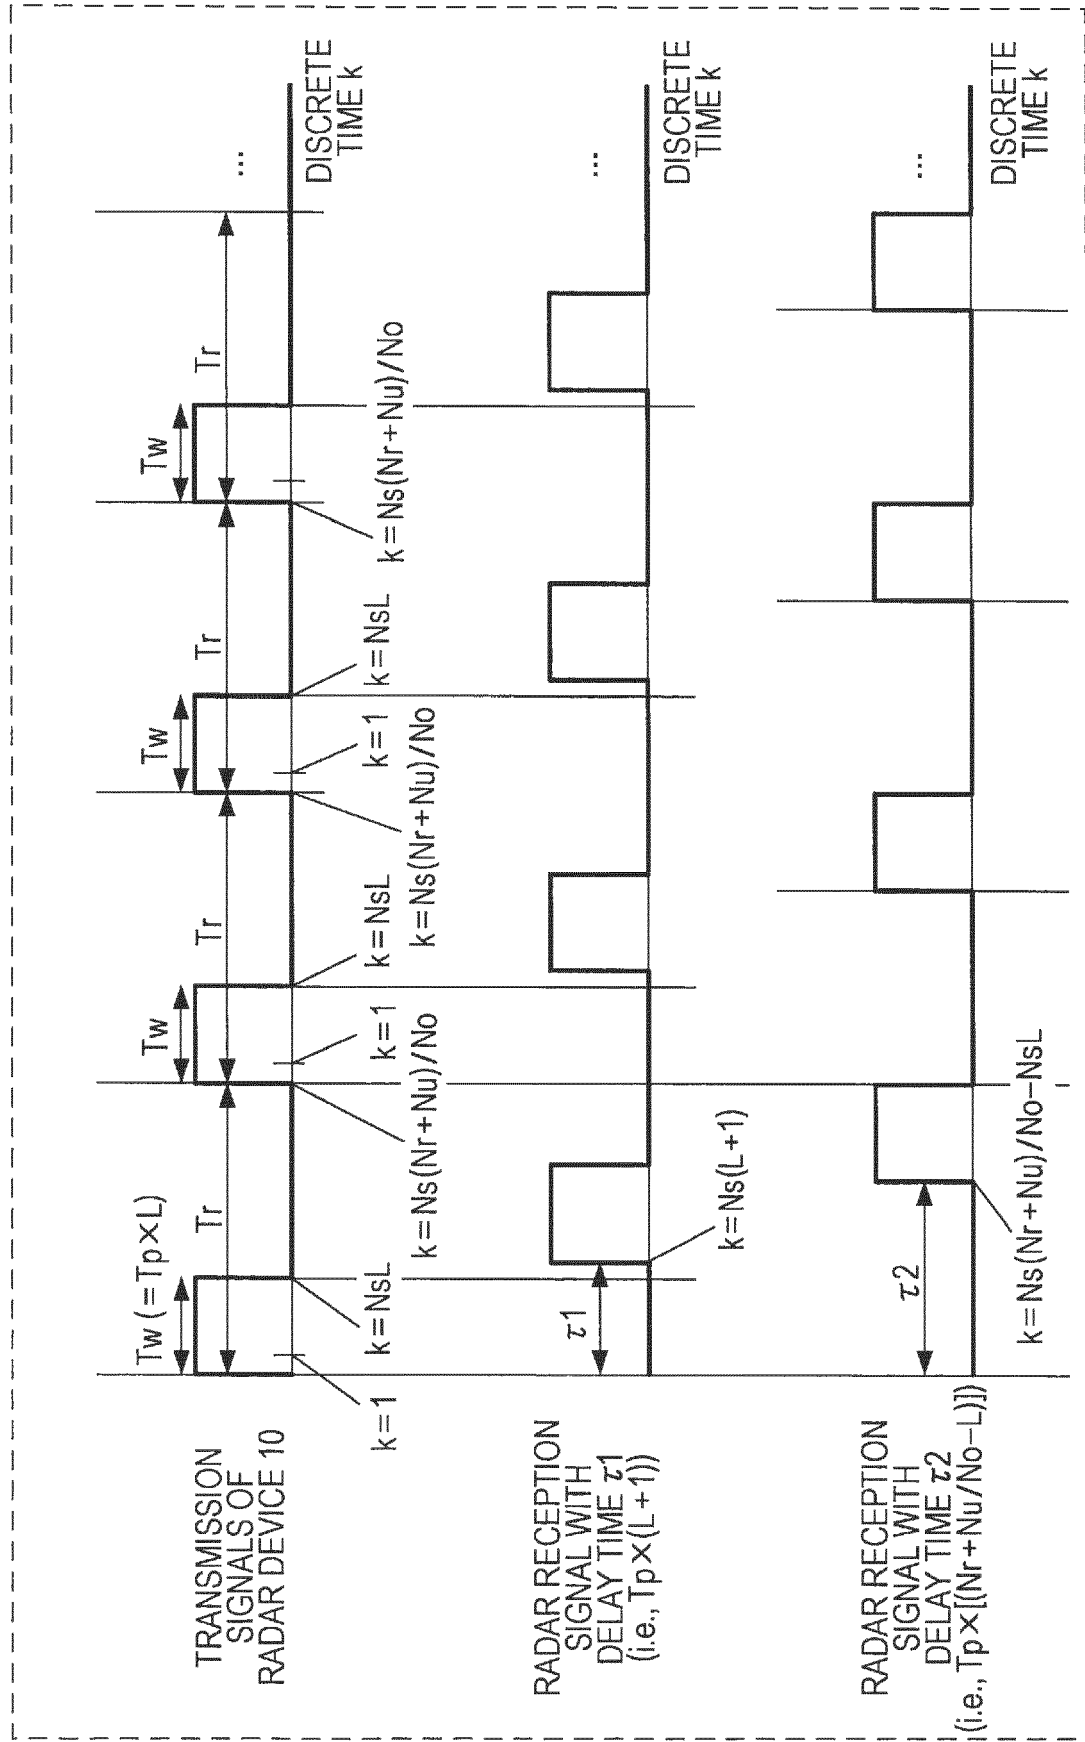 TRANSMISSION
SIGNALS OF
RADAR DEVICE 10
Tw (=Tp×L)
Tw
Tw
Tw
Tr
Tr
Tr
Tr
...
k=1
k=NsL
k=Ns(Nr+Nu)/No
k=1
k=NsL
k=Ns(Nr+Nu)/No
k=1
k=NsL
k=Ns(Nr+Nu)/No
DISCRETE
TIME k
RADAR RECEPTION
SIGNAL WITH
DELAY TIME τ1
(i.e., Tp×(L+1))
τ1
k=Ns(L+1)
...
DISCRETE
TIME k
RADAR RECEPTION
SIGNAL WITH
DELAY TIME τ2
(i.e., Tp×[(Nr+Nu/No−L)])
τ2
k=Ns(Nr+Nu)/No−NsL
...
DISCRETE
TIME k